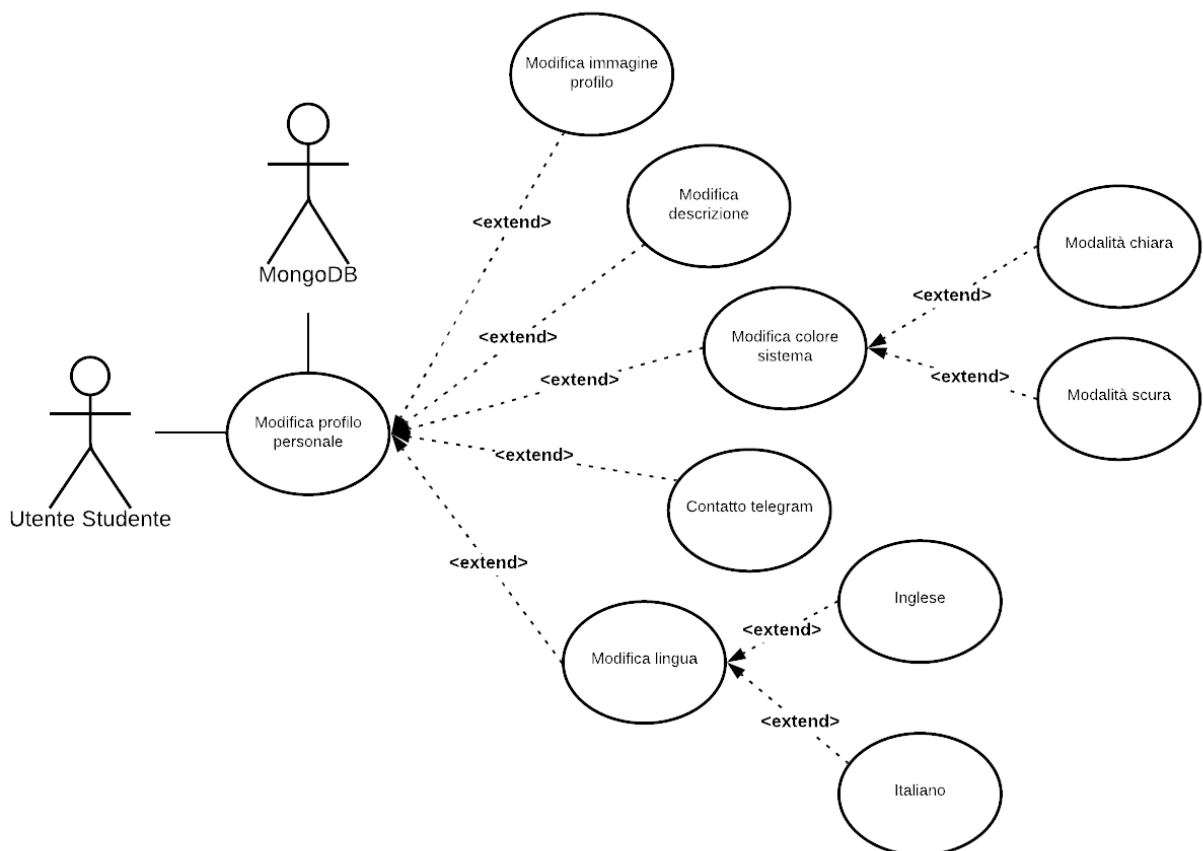 Modifica immagine
profilo
Modifica
descrizione
<extend>
Modalità chiara
MongoDB
<extend>
<extend>
Modifica colore
sistema
<extend>
<extend>
Modalità scura
Modifica profilo
personale
<extend>
Utente Studente
Contatto telegram
<extend>
Inglese
<extend>
Modifica lingua
<extend>
Italiano